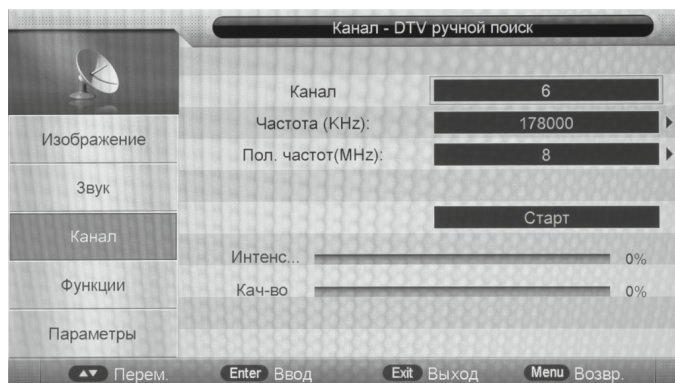 Канал - DTV ручной поиск
Изображение
Звук
Канал
Функции
Параметры
Канал 6
Частота (KHz): 178000
Пол. частот(MHz): 8
Старт
Интенс... 0%
Кач-во 0%
Перем. Enter Ввод Exit Выход Menu Возвр.